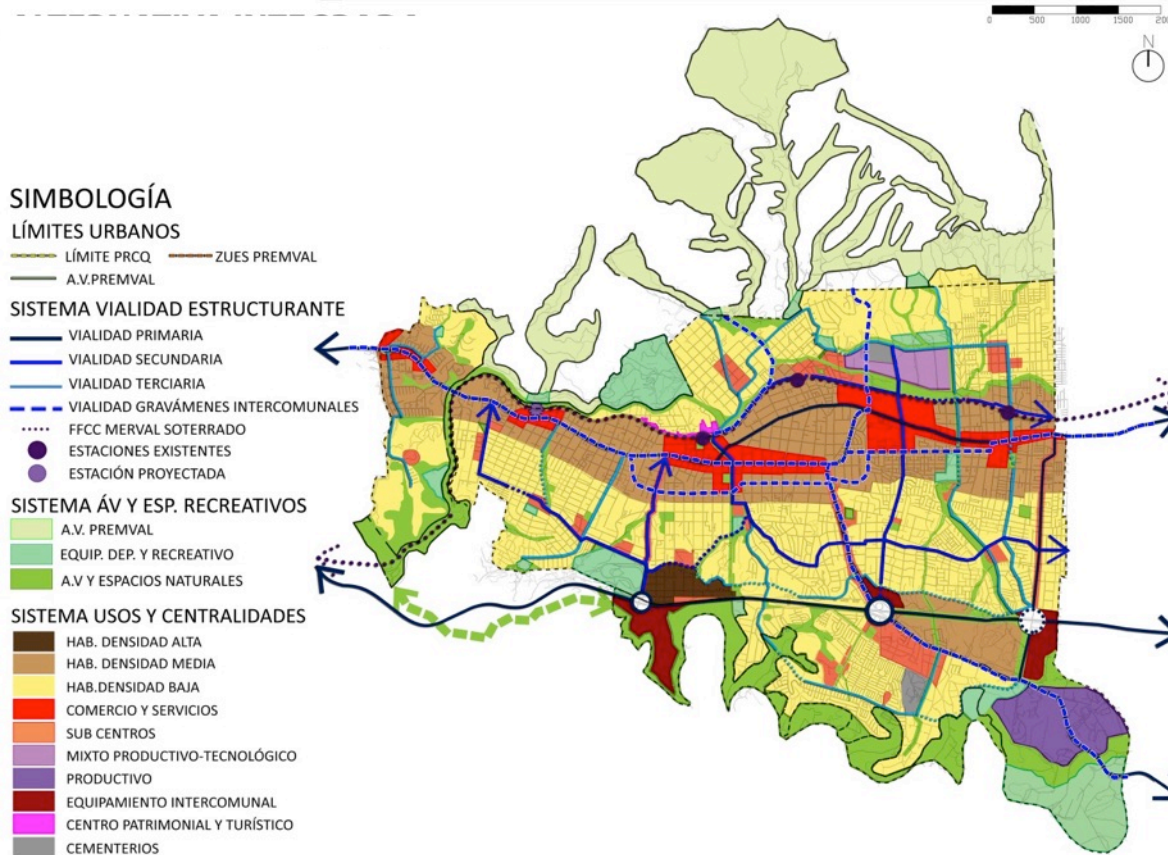 0 500 1000 1500 200
N
SIMBOLOGÍA
LÍMITES URBANOS
LÍMITE PRCQ ZUES PREMVAL
A.V.PREMVAL
SISTEMA VIALIDAD ESTRUCTURANTE
VIALIDAD PRIMARIA
VIALIDAD SECUNDARIA
VIALIDAD TERCIARIA
VIALIDAD GRAVÁMENES INTERCOMUNALES
FFCC MERVAL SOTERRADO
ESTACIONES EXISTENTES
ESTACIÓN PROYECTADA
SISTEMA ÁV Y ESP. RECREATIVOS
A.V. PREMVAL
EQUIP. DEP. Y RECREATIVO
A.V Y ESPACIOS NATURALES
SISTEMA USOS Y CENTRALIDADES
HAB. DENSIDAD ALTA
HAB. DENSIDAD MEDIA
HAB.DENSIDAD BAJA
COMERCIO Y SERVICIOS
SUB CENTROS
MIXTO PRODUCTIVO-TECNOLÓGICO
PRODUCTIVO
EQUIPAMIENTO INTERCOMUNAL
CENTRO PATRIMONIAL Y TURÍSTICO
CEMENTERIOS